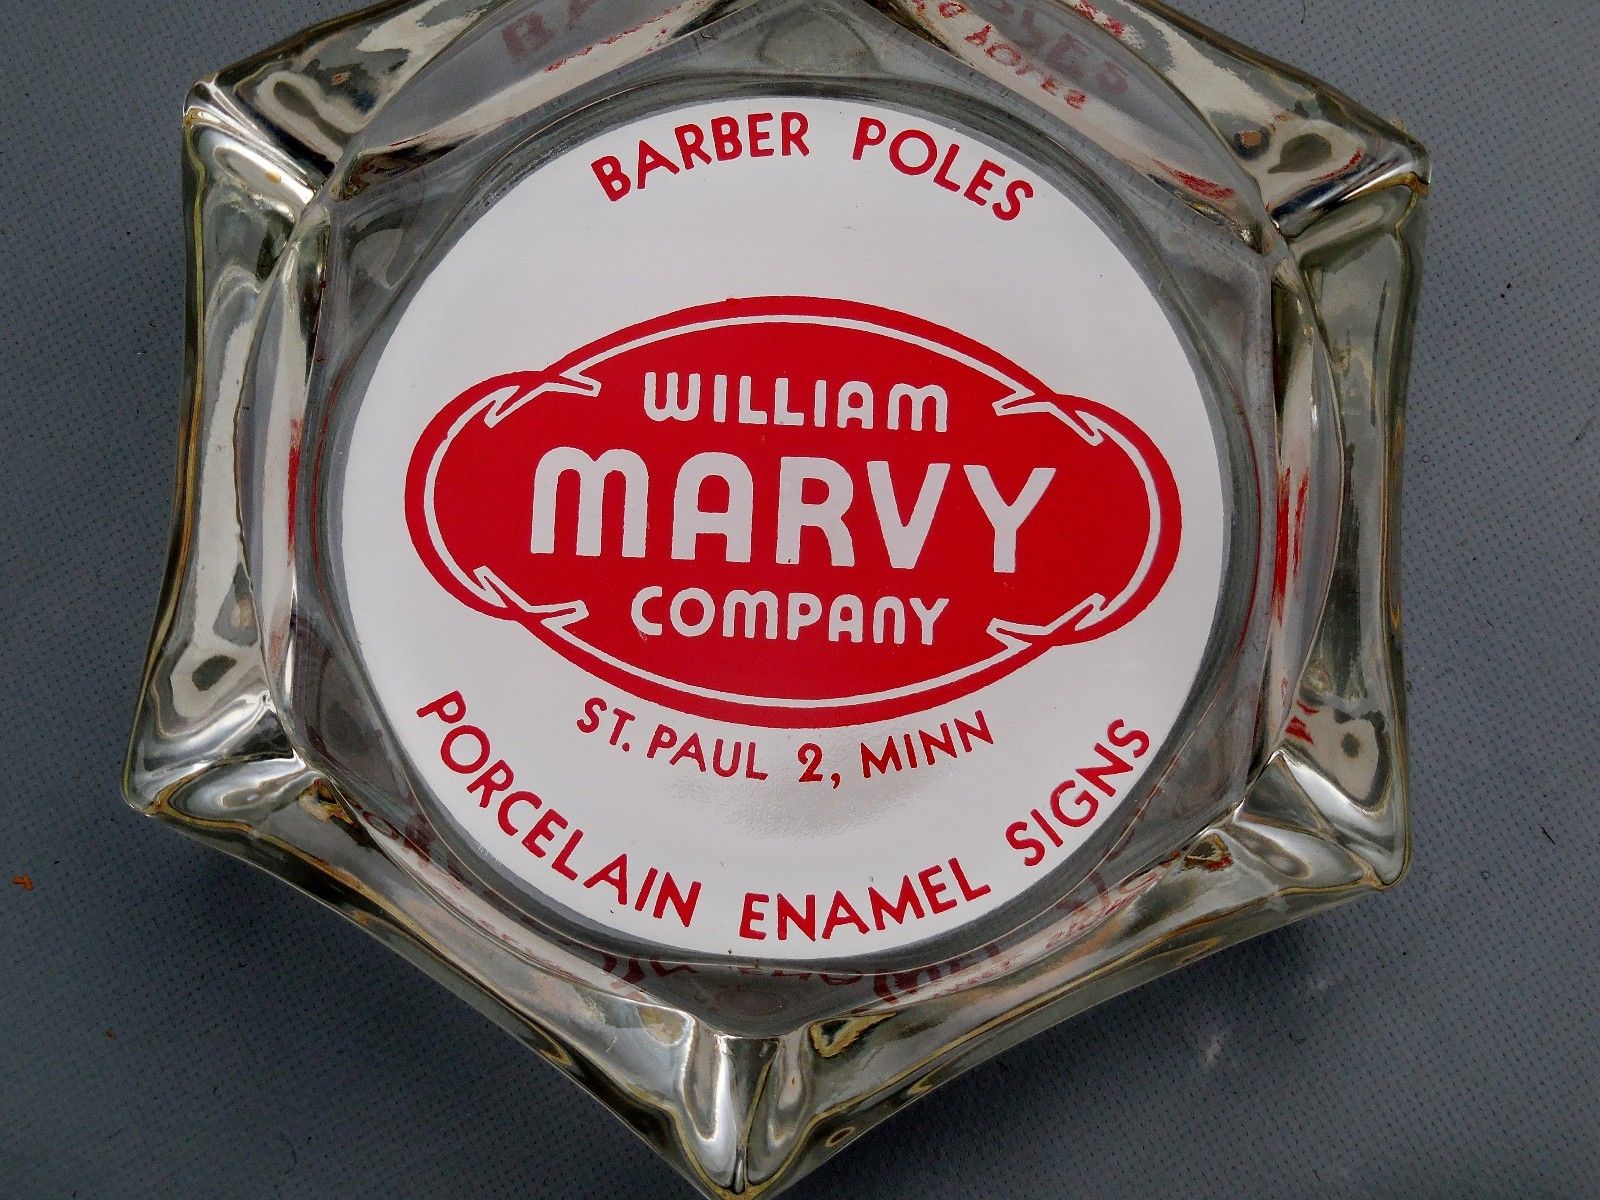 BARBER POLES
WILLIAM
MARVY
COMPANY
ST. PAUL 2, MINN
PORCELAIN ENAMEL SIGNS